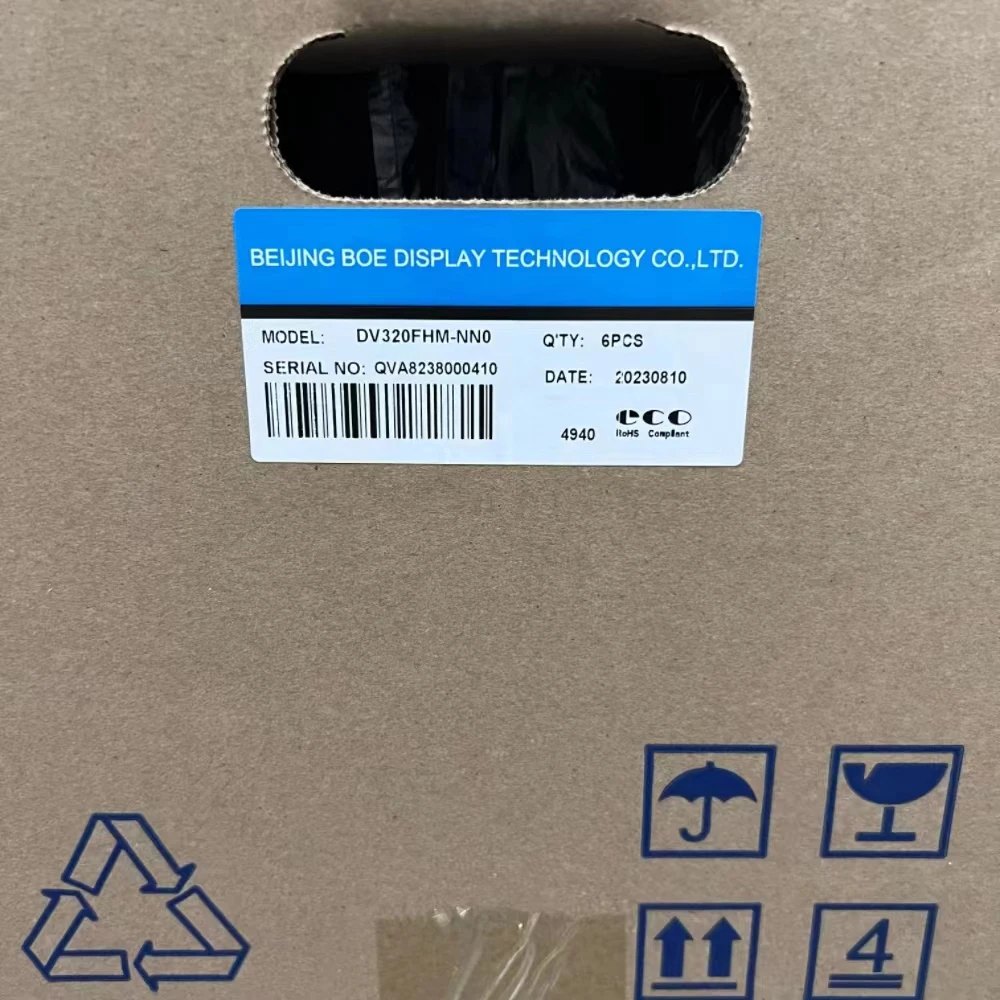 BEIJING BOE DISPLAY TECHNOLOGY CO.,LTD.
MODEL: DV320FHM-NN0
Q'TY: 6PCS
SERIAL NO: QVA8238000410
DATE: 20230810
4940
eco
RoHS Compliant
4